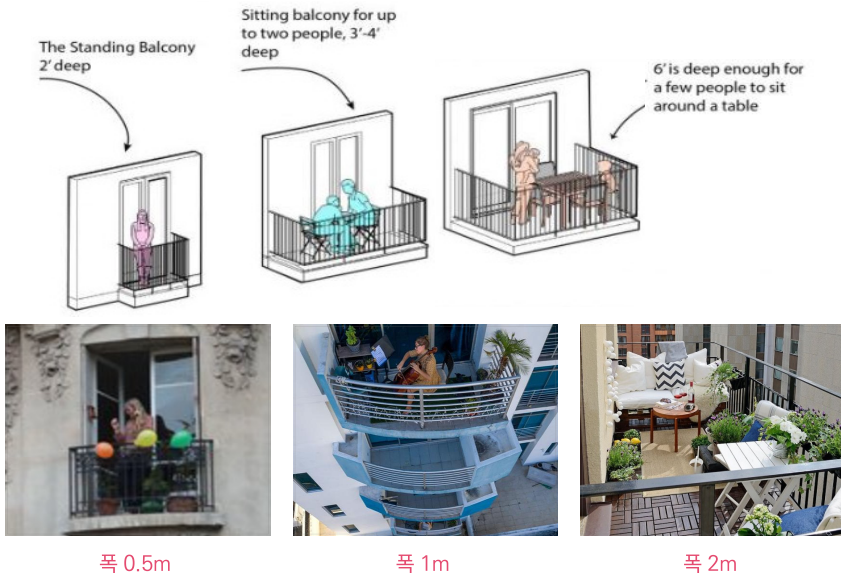 The Standing Balcony
2' deep
Sitting balcony for up
to two people, 3'-4'
deep
6' is deep enough for
a few people to sit
around a table
폭 0.5m
폭 1m
폭 2m